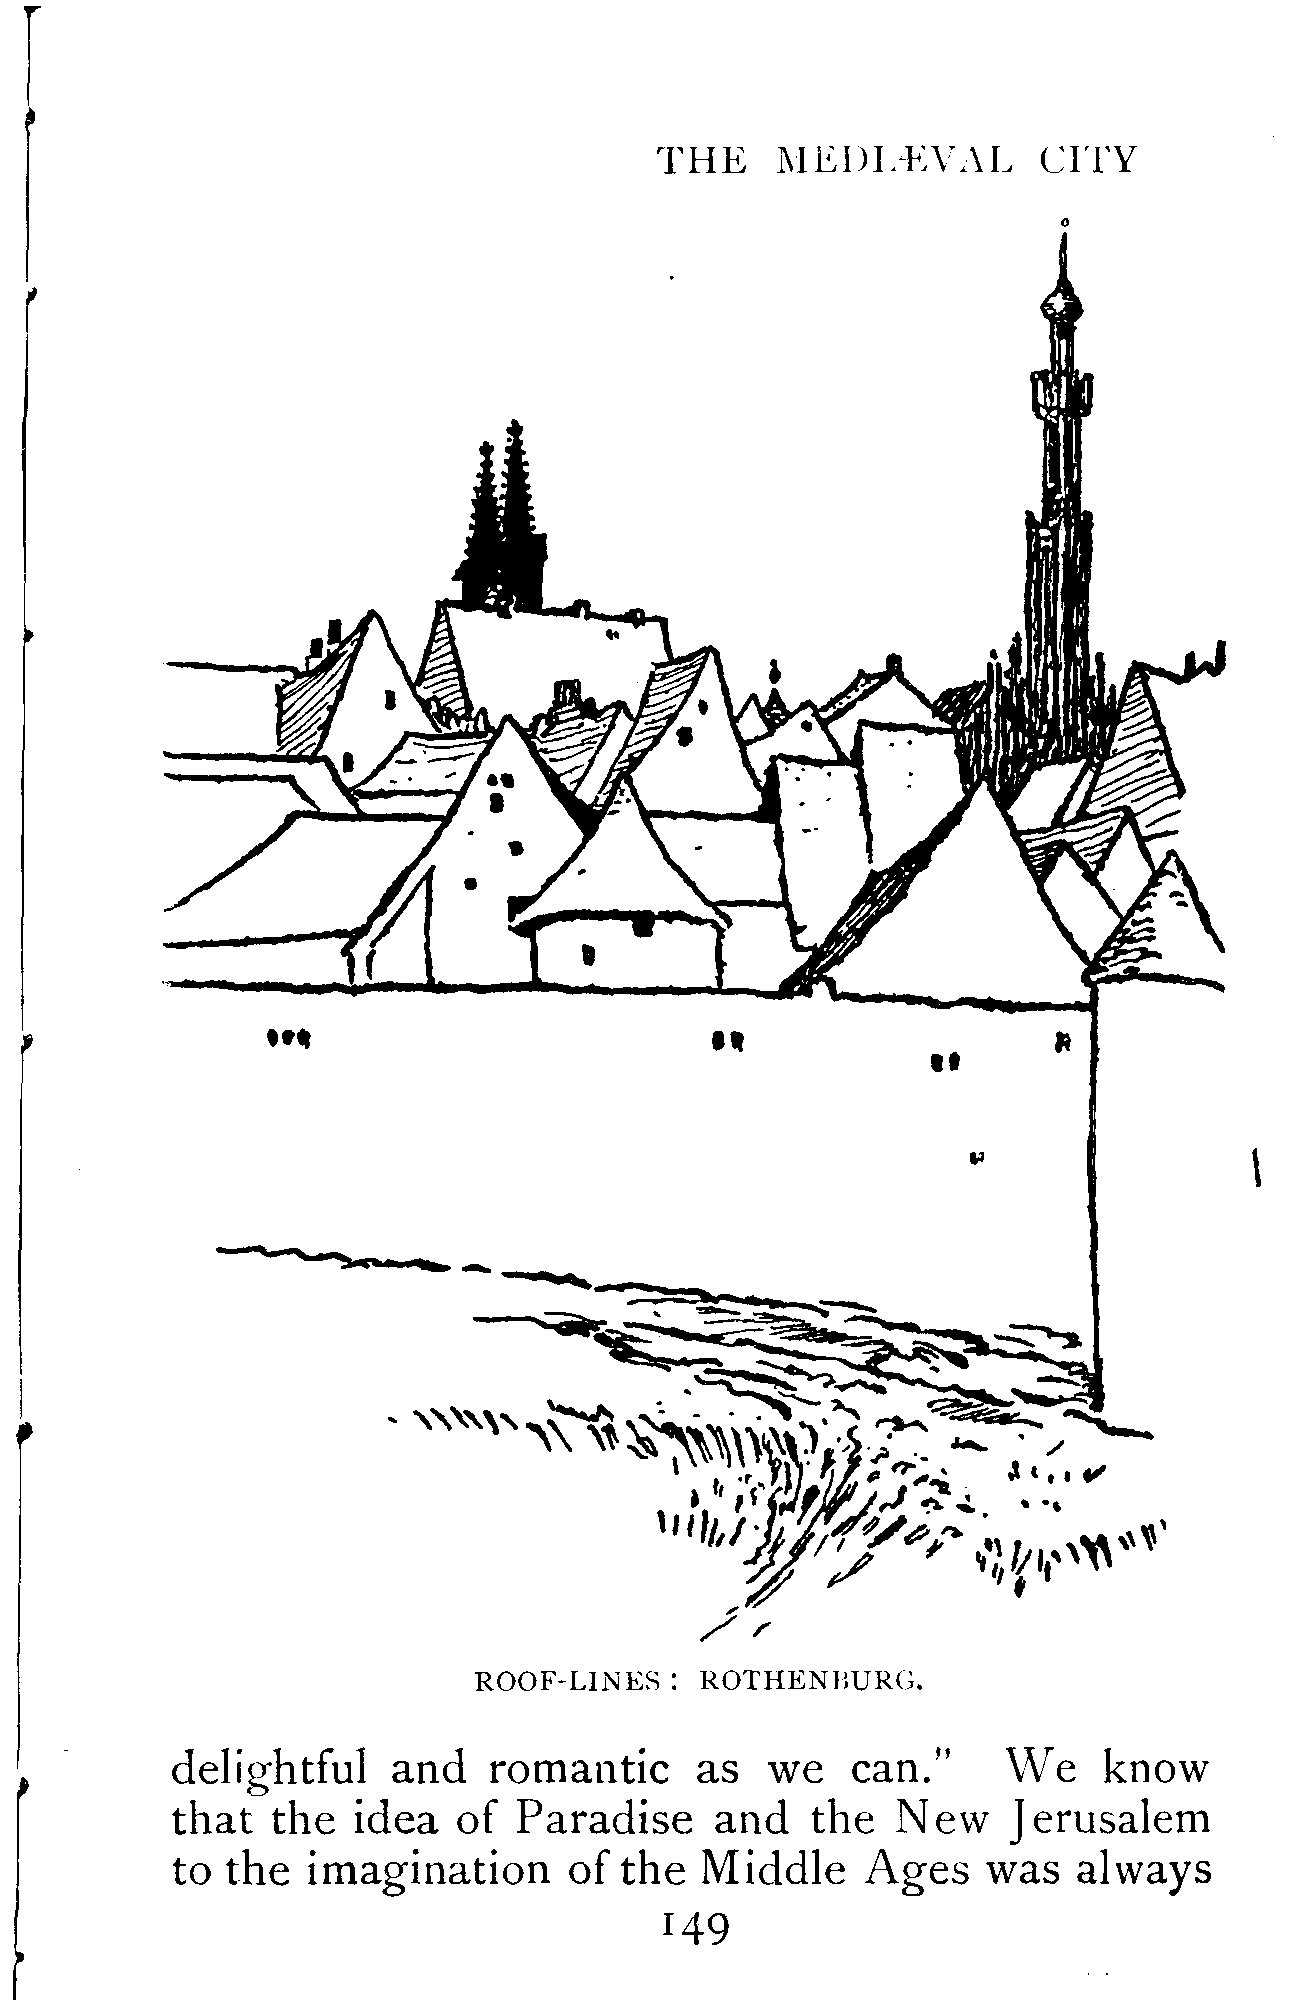 THE MEDIÆVAL CITY
ROOF-LINES: ROTHENBURG.
delightful and romantic as we can." We know
that the idea of Paradise and the New Jerusalem
to the imagination of the Middle Ages was always
149